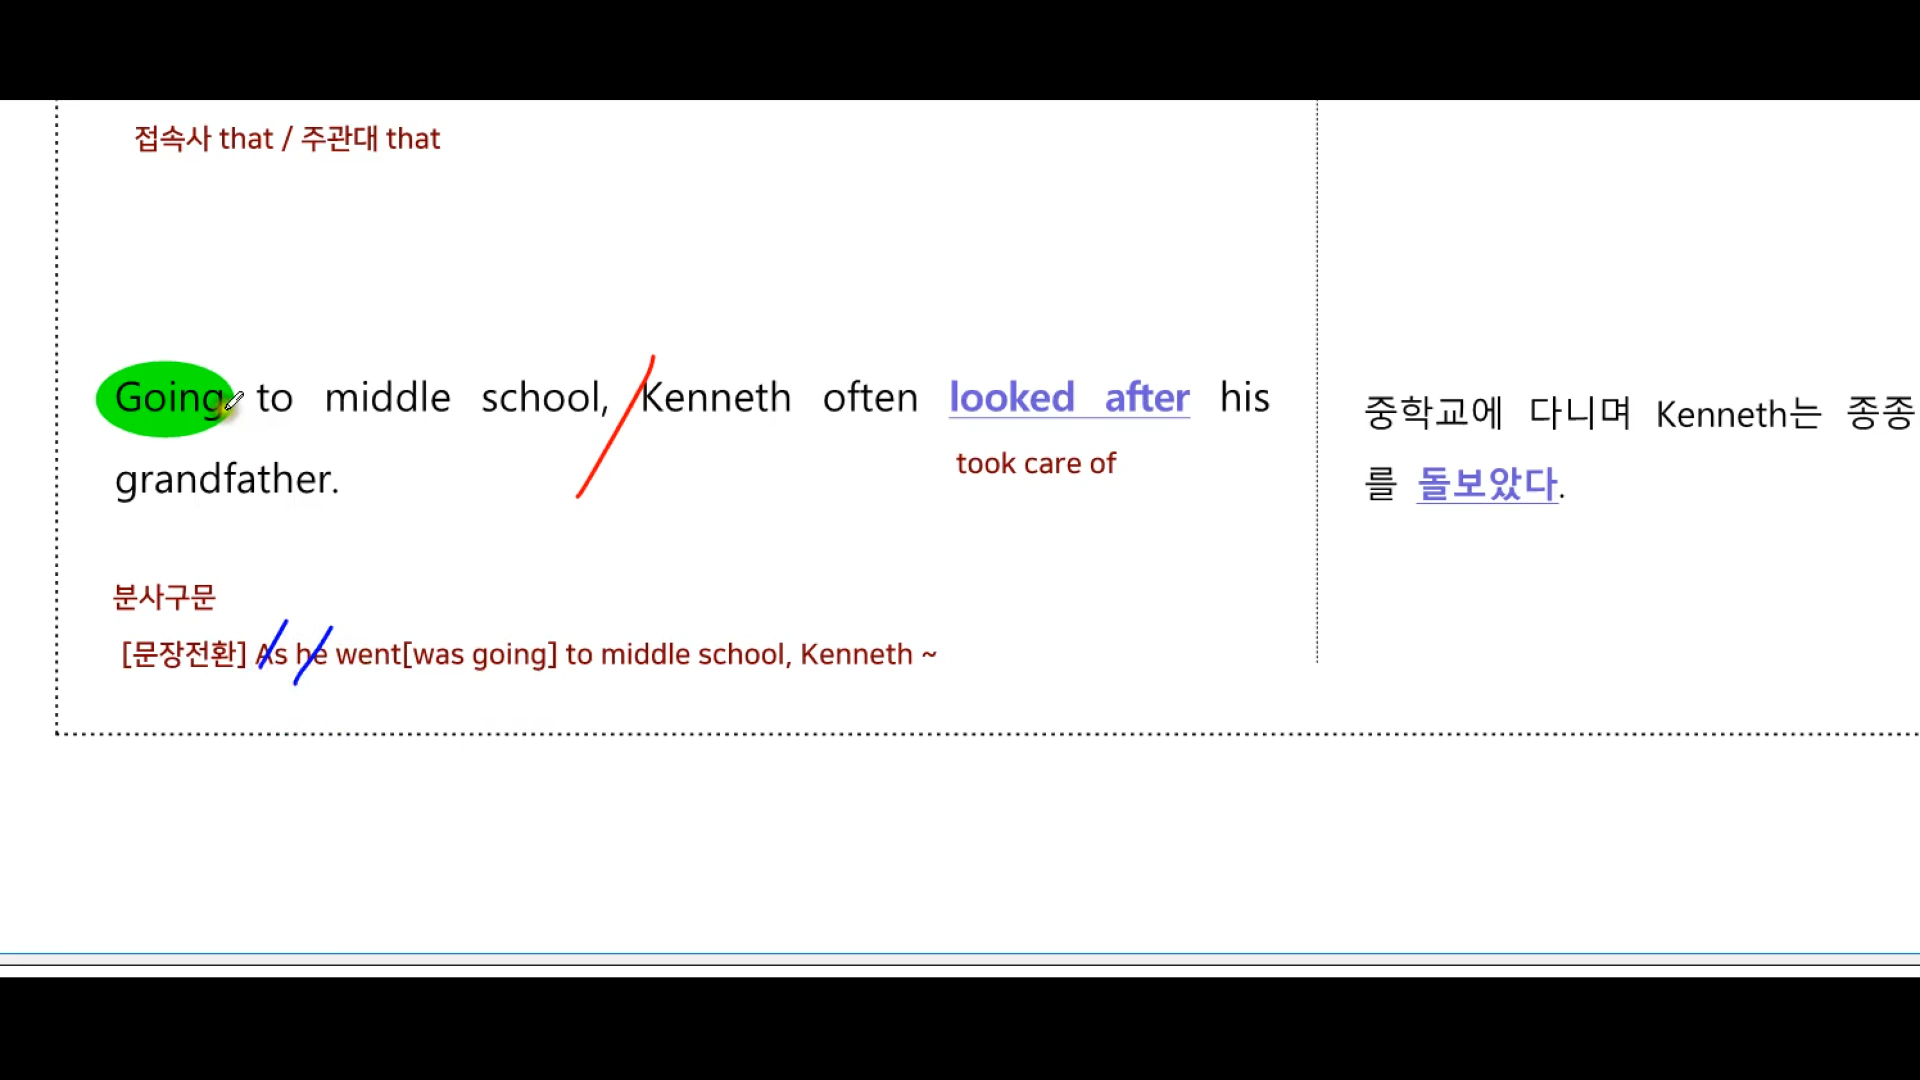 접속사 that / 주관대 that
Going to middle school, Kenneth often looked after his
took care of
grandfather.
분사구문
[문장전환] As he went[was going] to middle school, Kenneth ~
중학교에 다니며 Kenneth는 종종
를 돌보았다.